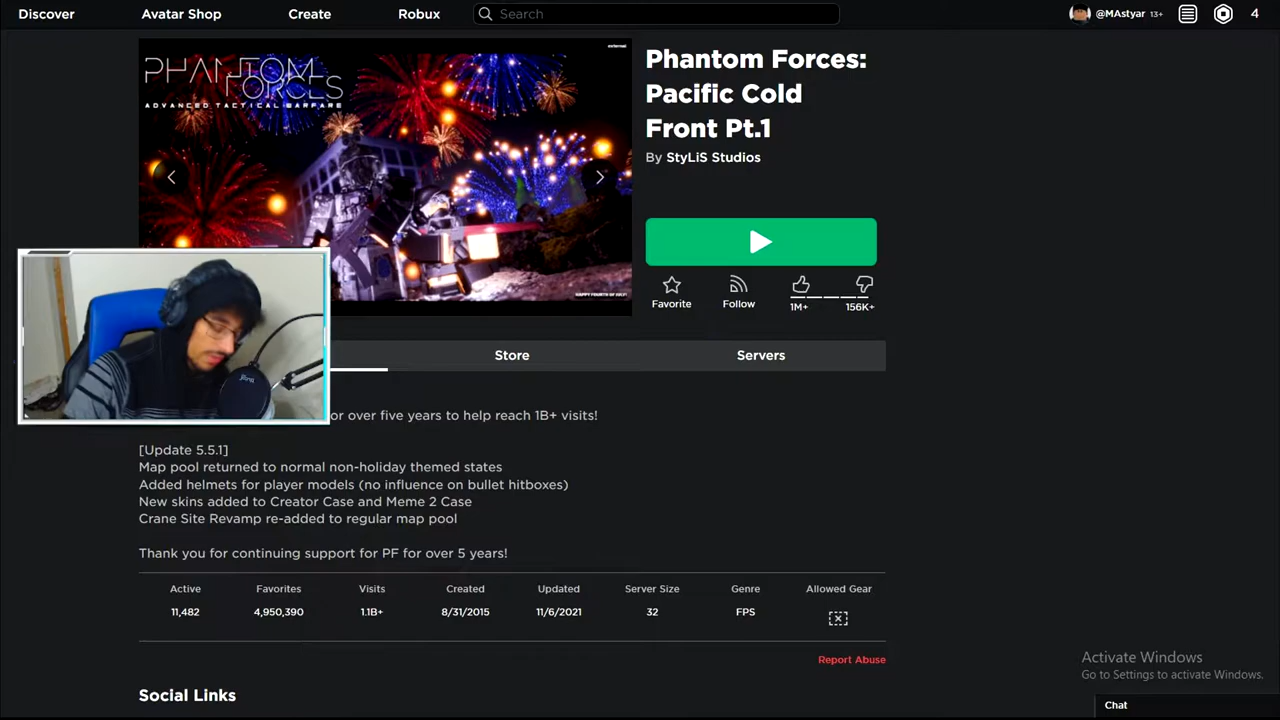 Discover
Avatar Shop
Create
Robux
Search
@MAstyar 13+
4
PHANTOM
FORCES
ADVANCED TACTICAL WARFARE
HAPPY FOURTH OF JULY
Phantom Forces:
Pacific Cold
Front Pt.1
By StyLiS Studios
Favorite
Follow
1M+
156K+
Store
Servers
or over five years to help reach 1B+ visits!
[Update 5.5.1]
Map pool returned to normal non-holiday themed states
Added helmets for player models (no influence on bullet hitboxes)
New skins added to Creator Case and Meme 2 Case
Crane Site Revamp re-added to regular map pool
Thank you for continuing support for PF for over 5 years!
Active Favorites Visits Created Updated Server Size Genre Allowed Gear
11,482 4,950,390 1.1B+ 8/31/2015 11/6/2021 32 FPS
Report Abuse
Social Links
Activate Windows
Go to Settings to activate Windows.
Chat